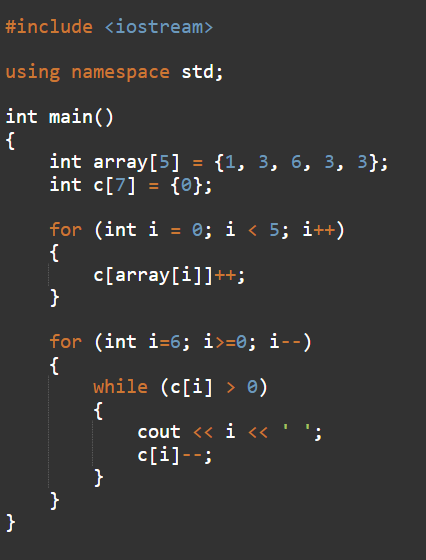 #include <iostream>
using namespace std;
int main()
{
    int array[5] = {1, 3, 6, 3, 3};
    int c[7] = {0};
    for (int i = 0; i < 5; i++)
    {
        c[array[i]]++;
    }
    for (int i=6; i>=0; i--)
    {
        while (c[i] > 0)
        {
            cout << i << ' ';
            c[i]--;
        }
    }
}